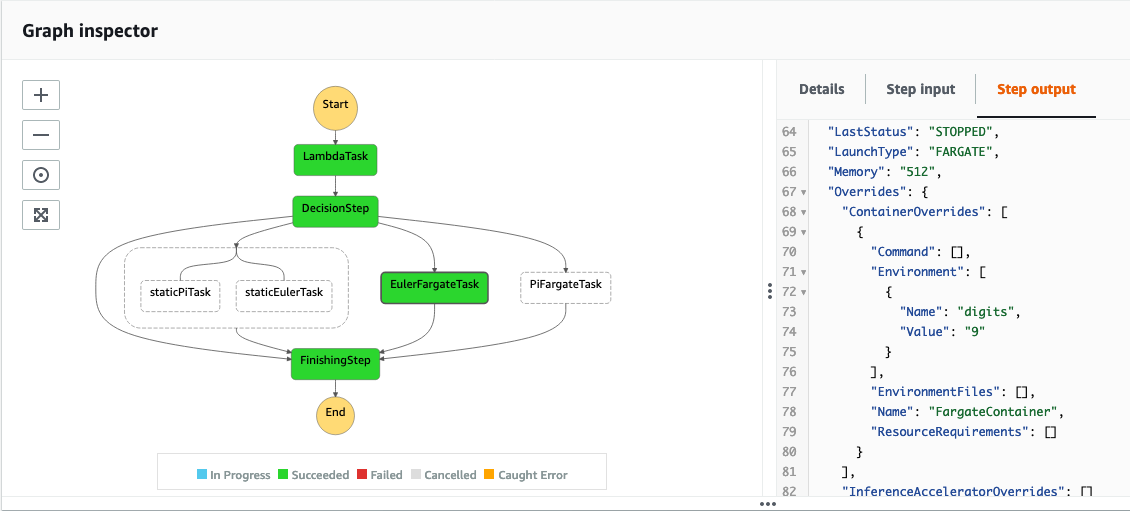 Graph inspector
Start
LambdaTask
DecisionStep
staticPiTask
staticEulerTask
EulerFargateTask
PiFargateTask
FinishingStep
End
In Progress
Succeeded
Failed
Cancelled
Caught Error
Details
Step input
Step output
64 "LastStatus": "STOPPED",
65 "LaunchType": "FARGATE",
66 "Memory": "512",
67 "Overrides": {
68 "ContainerOverrides": [
69 {
70 "Command": [],
71 "Environment": [
72 {
73 "Name": "digits",
74 "Value": "9"
75 }
76 ],
77 "EnvironmentFiles": [],
78 "Name": "FargateContainer",
79 "ResourceRequirements": []
80 }
81 ],
82 "InferenceAcceleratorOverrides": []